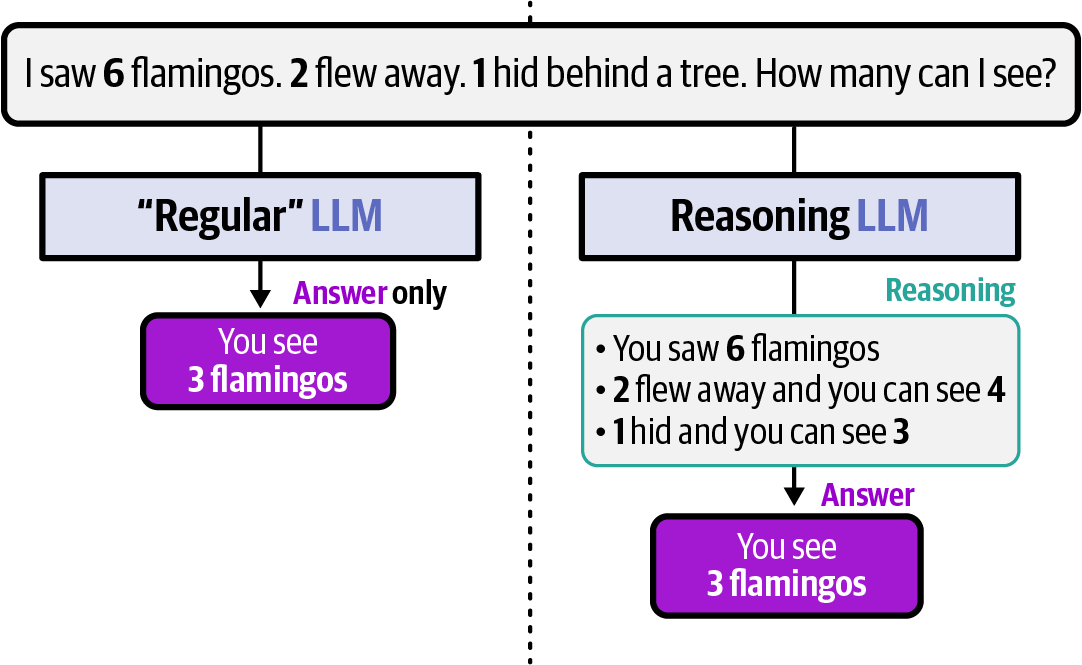 I saw 6 flamingos. 2 flew away. 1 hid behind a tree. How many can I see?
“Regular” LLM
Answer only
You see
3 flamingos
Reasoning LLM
Reasoning
• You saw 6 flamingos
• 2 flew away and you can see 4
• 1 hid and you can see 3
Answer
You see
3 flamingos